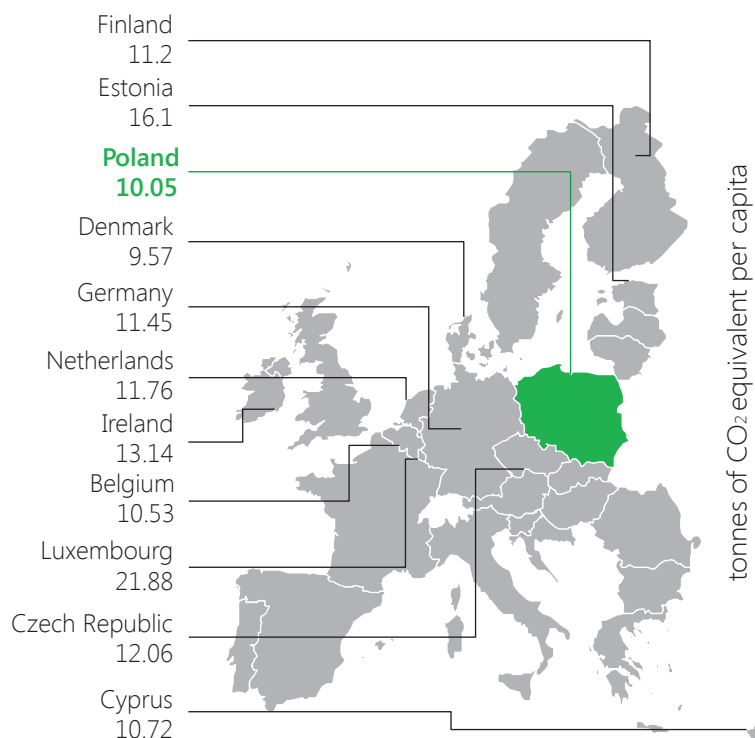 Finland
11.2
Estonia
16.1
Poland
10.05
Denmark
9.57
Germany
11.45
Netherlands
11.76
Ireland
13.14
Belgium
10.53
Luxembourg
21.88
Czech Republic
12.06
Cyprus
10.72
tonnes of CO₂ equivalent per capita